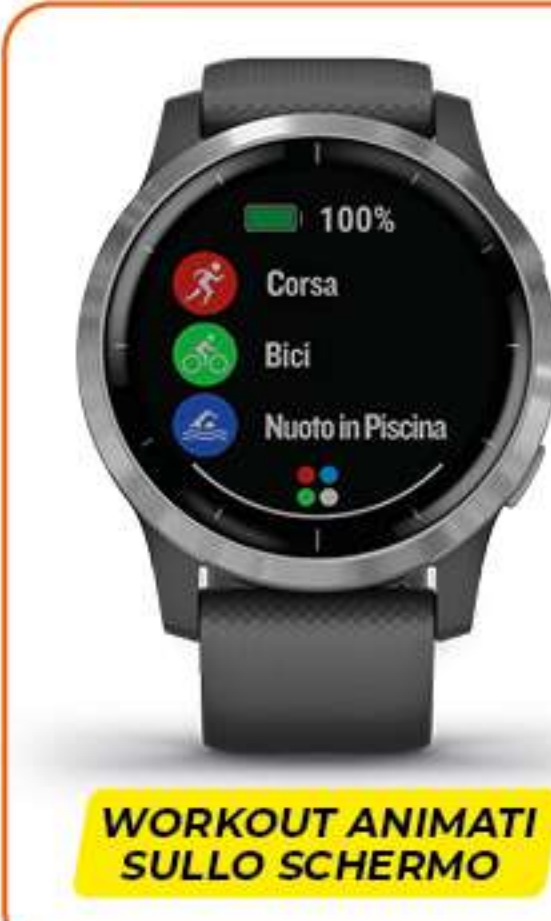 100%
Corsa
Bici
Nuoto in Piscina
WORKOUT ANIMATI
SULLO SCHERMO